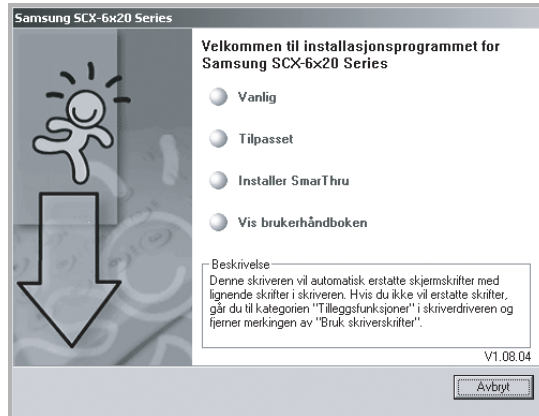 Samsung SCX-6x20 Series
Velkommen til installasjonsprogrammet for
Samsung SCX-6x20 Series
Vanlig
Tilpasset
Installer SmarThru
Vis brukerhåndboken
Beskrivelse
Denne skriveren vil automatisk erstatte skjermskrifter med
lignende skrifter i skriveren. Hvis du ikke vil erstatte skrifter,
går du til kategorien "Tilleggsfunksjoner" i skriverdriveren og
fjerner merkingen av "Bruk skriverskrifter".
V1.08.04
Avbryt